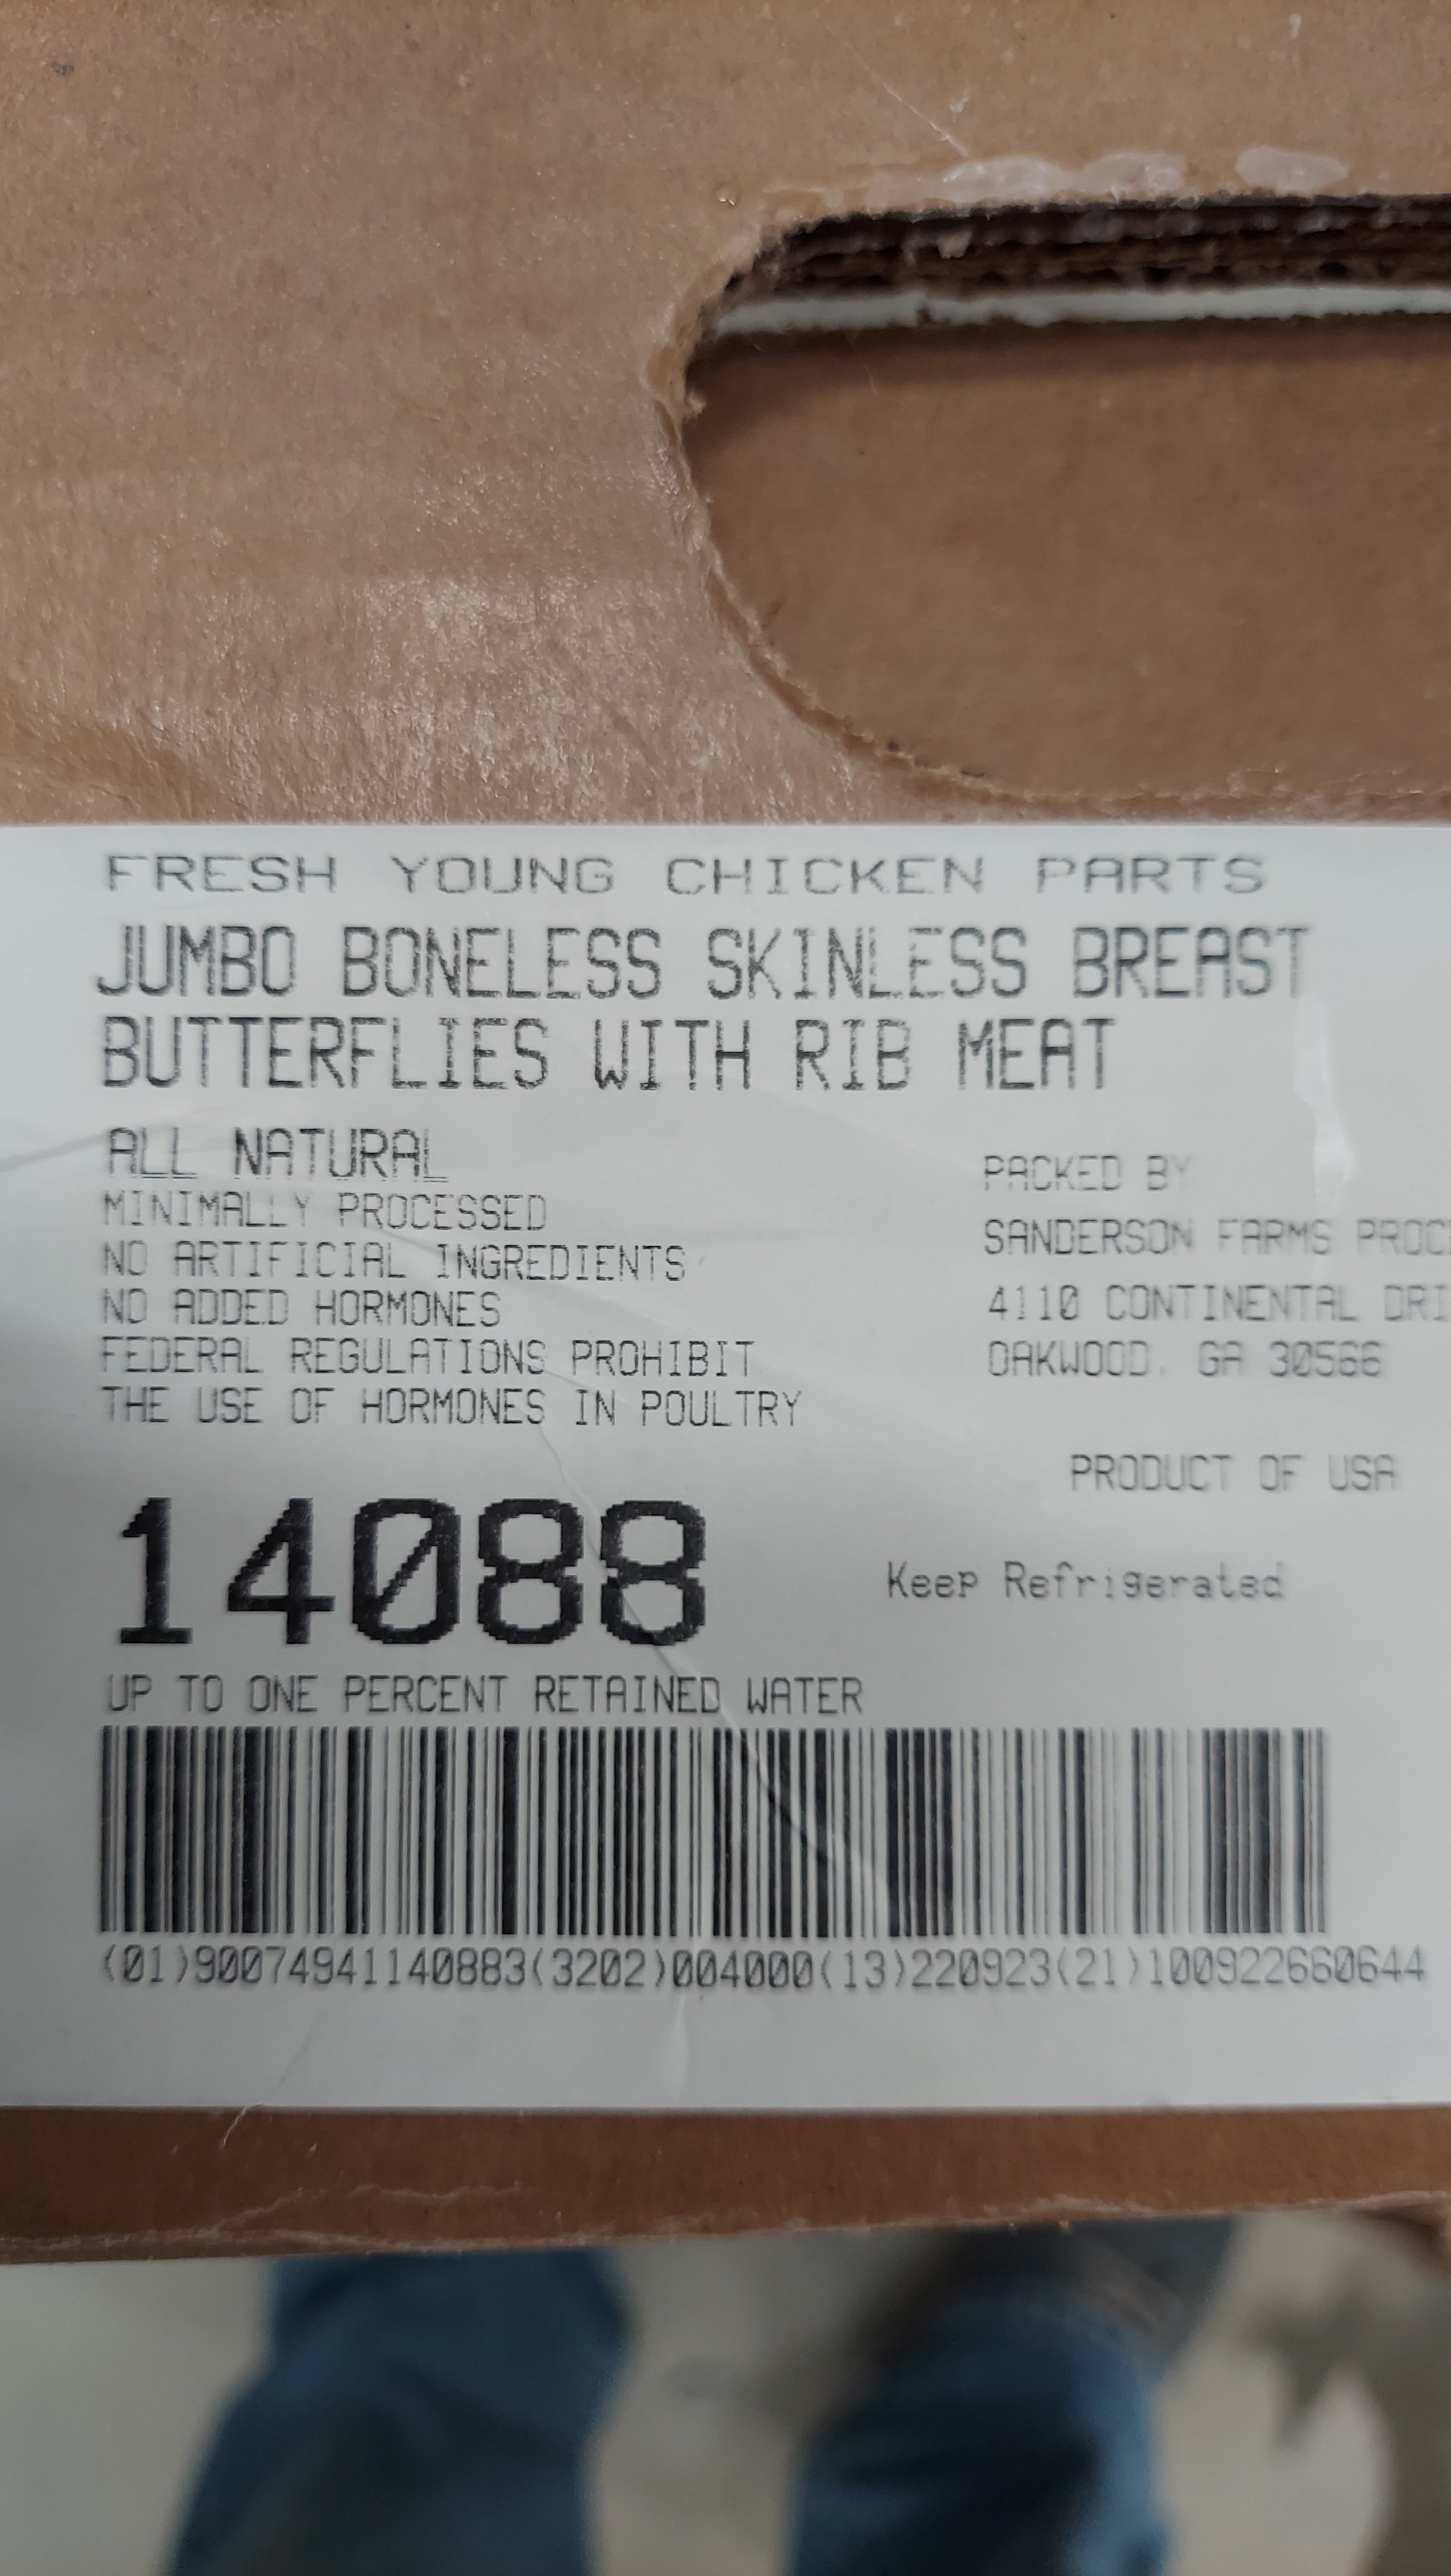 FRESH YOUNG CHICKEN PARTS
JUMBO BONELESS SKINLESS BREAST
BUTTERFLIES WITH RIB MEAT
ALL NATURAL
MINIMALLY PROCESSED
NO ARTIFICIAL INGREDIENTS
NO ADDED HORMONES
FEDERAL REGULATIONS PROHIBIT
THE USE OF HORMONES IN POULTRY
PACKED BY
SANDERSON FARMS PROC
4110 CONTINENTAL DRI
OAKWOOD, GA 30566
PRODUCT OF USA
14088
Keep Refrigerated
UP TO ONE PERCENT RETAINED WATER
(01)90074941140883(3202)004000(13)220923(21)100922660644